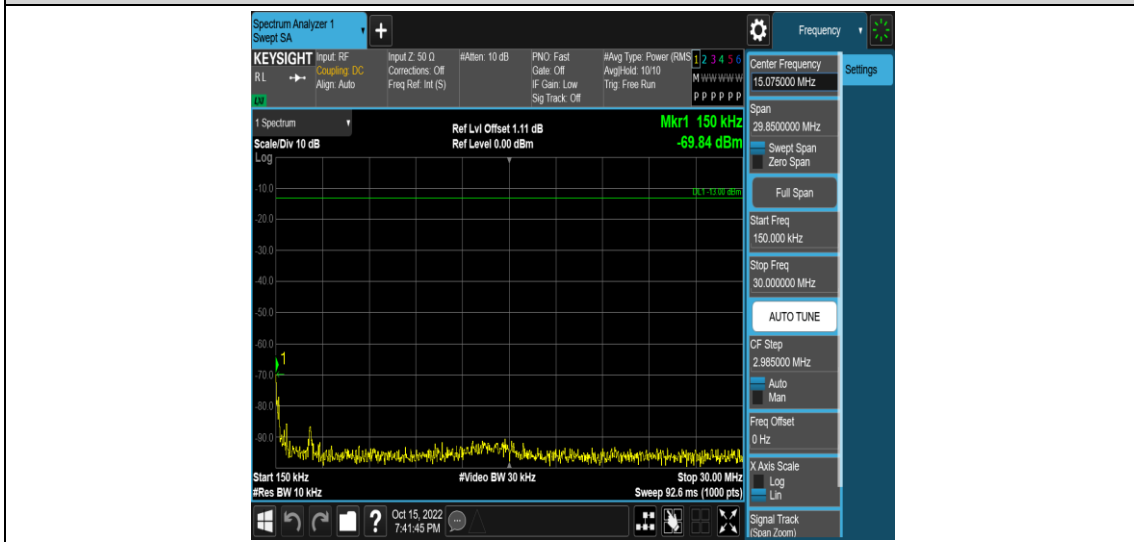 Spectrum Analyzer 1
Swept SA
+
Frequency
KEYSIGHT
RL
LXI
Input: RF
Coupling: DC
Align: Auto
Input Z: 50 Ω
Corrections: Off
Freq Ref: Int (S)
#Atten: 10 dB
PNO: Fast
Gate: Off
IF Gain: Low
Sig Track: Off
#Avg Type: Power (RMS
Avg|Hold: 10/10
Trig: Free Run
1 2 3 4 5 6
M W W W W W
P P P P P P
1 Spectrum
Scale/Div 10 dB
Log
Ref Lvl Offset 1.11 dB
Ref Level 0.00 dBm
Mkr1 150 kHz
-69.84 dBm
DL1 -13.00 dBm
-10.0
-20.0
-30.0
-40.0
-50.0
-60.0
-70.0
-80.0
-90.0
1
Start 150 kHz
#Res BW 10 kHz
#Video BW 30 kHz
Stop 30.00 MHz
Sweep 92.6 ms (1000 pts)
Center Frequency
15.075000 MHz
Settings
Span
29.8500000 MHz
Swept Span
Zero Span
Full Span
Start Freq
150.000 kHz
Stop Freq
30.000000 MHz
AUTO TUNE
CF Step
2.985000 MHz
Auto
Man
Freq Offset
0 Hz
X Axis Scale
Log
Lin
Signal Track
(Span Zoom)
?
Oct 15, 2022
7:41:45 PM